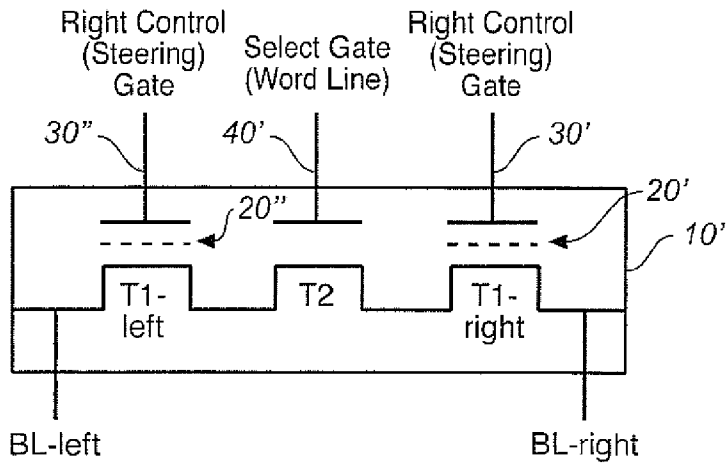 Right Control
(Steering)
Gate
Select Gate
(Word Line)
Right Control
(Steering)
Gate
30"
40'
30'
20"
20'
10'
T1-
left
T2
T1-
right
BL-left
BL-right